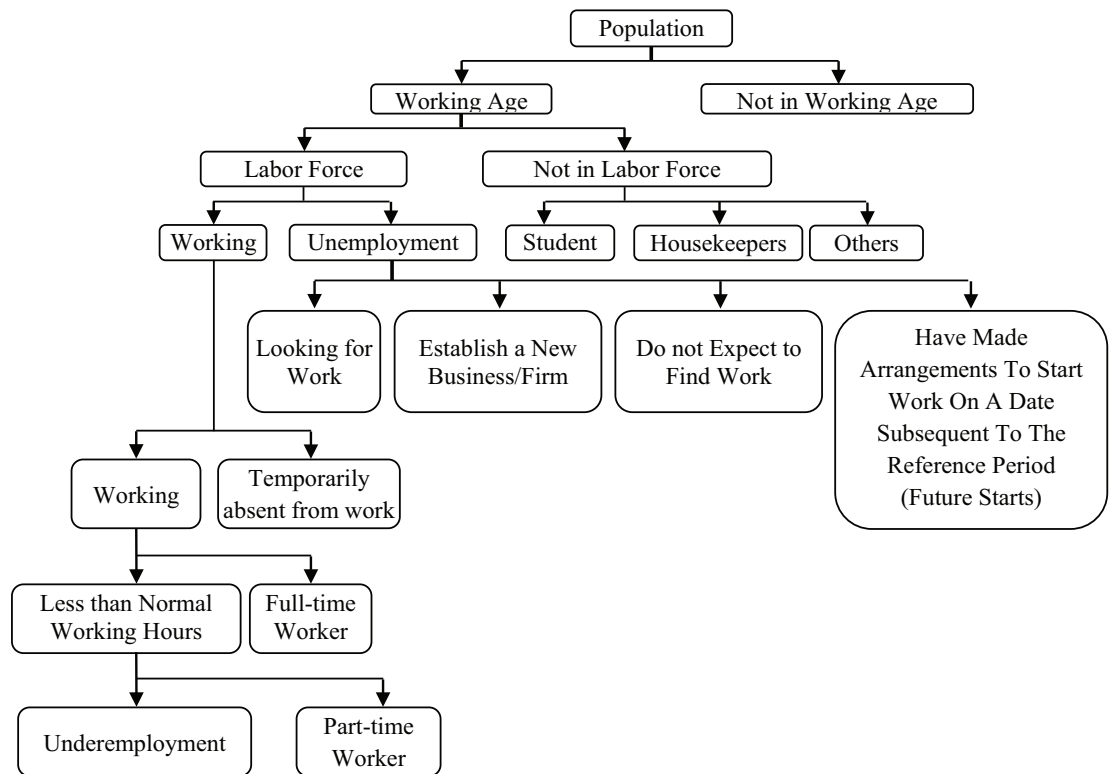 Population
Working Age
Not in Working Age
Labor Force
Not in Labor Force
Working
Unemployment
Student
Housekeepers
Others
Looking for
Work
Establish a New
Business/Firm
Do not Expect to
Find Work
Have Made
Arrangements To Start
Work On A Date
Subsequent To The
Reference Period
(Future Starts)
Working
Temporarily
absent from work
Less than Normal
Working Hours
Full-time
Worker
Underemployment
Part-time
Worker